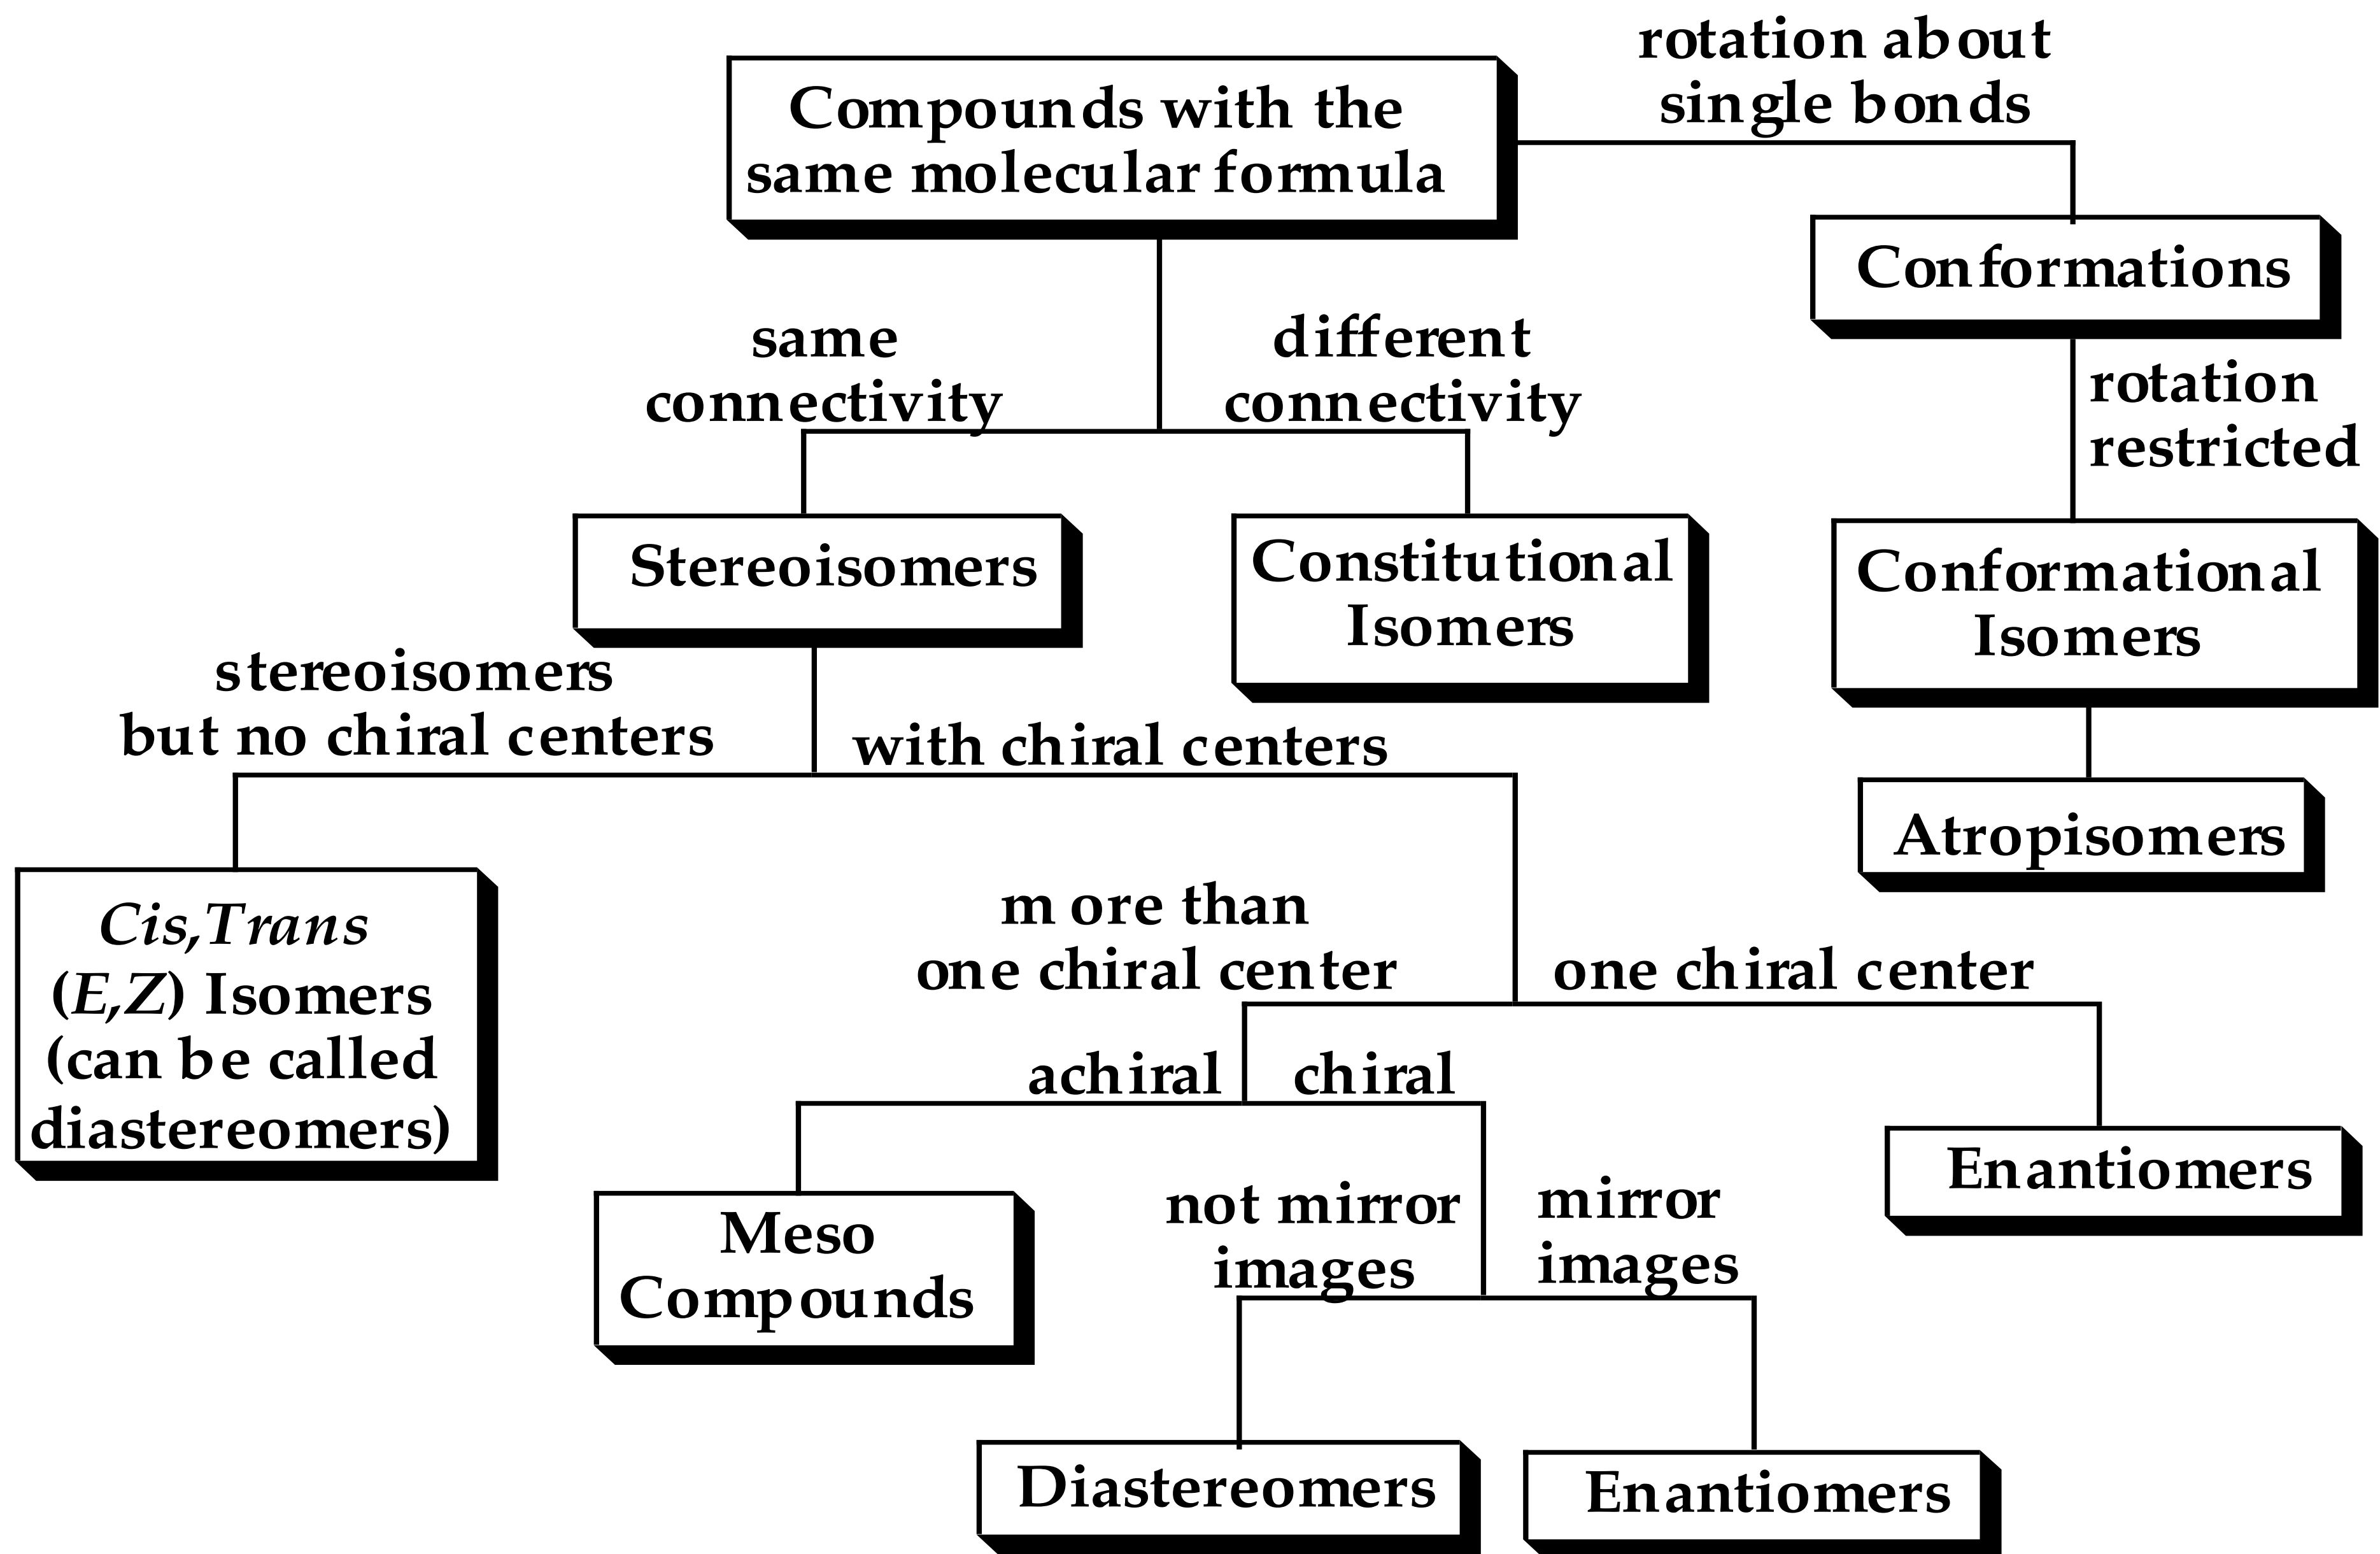 rotation about
single bonds
Compounds with the
same molecular formula
Conformations
same
connectivity
different
connectivity
rotation
restricted
Stereoisomers
Constitutional
Isomers
Conformational
Isomers
stereoisomers
but no chiral centers
with chiral centers
Atropisomers
Cis,Trans
(E,Z) Isomers
(can be called
diastereomers)
more than
one chiral center
one chiral center
achiral
chiral
Enantiomers
Meso
Compounds
not mirror
images
mirror
images
Diastereomers
Enantiomers